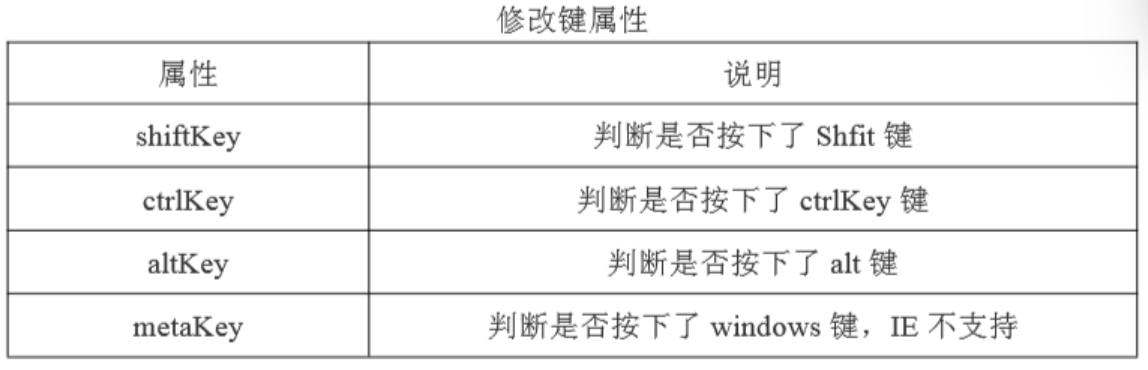 修改键属性
属性 说明
shiftKey 判断是否按下了 Shfit 键
ctrlKey 判断是否按下了 ctrlKey 键
altKey 判断是否按下了 alt 键
metaKey 判断是否按下了 windows 键，IE 不支持